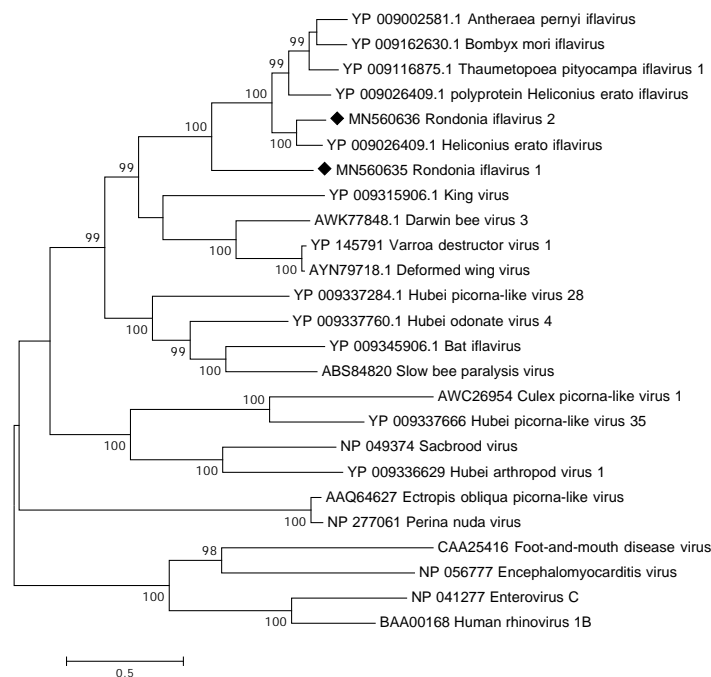 YP 009002581.1 Antheraea pernyi iflavirus
99
YP 009162630.1 Bombyx mori iflavirus
99
YP 009116875.1 Thaumetopoea pityocampa iflavirus 1
100
YP 009026409.1 polyprotein Heliconius erato iflavirus
100
MN560636 Rondonia iflavirus 2
100
YP 009026409.1 Heliconius erato iflavirus
99
MN560635 Rondonia iflavirus 1
YP 009315906.1 King virus
99
AWK77848.1 Darwin bee virus 3
100
YP 145791 Varroa destructor virus 1
100
AYN79718.1 Deformed wing virus
YP 009337284.1 Hubei picorna-like virus 28
100
YP 009337760.1 Hubei odonate virus 4
99
YP 009345906.1 Bat iflavirus
100
ABS84820 Slow bee paralysis virus
100
AWC26954 Culex picorna-like virus 1
YP 009337666 Hubei picorna-like virus 35
100
NP 049374 Sacbrood virus
100
YP 009336629 Hubei arthropod virus 1
AAQ64627 Ectropis obliqua picorna-like virus
100
NP 277061 Perina nuda virus
98
CAA25416 Foot-and-mouth disease virus
NP 056777 Encephalomyocarditis virus
100
NP 041277 Enterovirus C
100
BAA00168 Human rhinovirus 1B
0.5